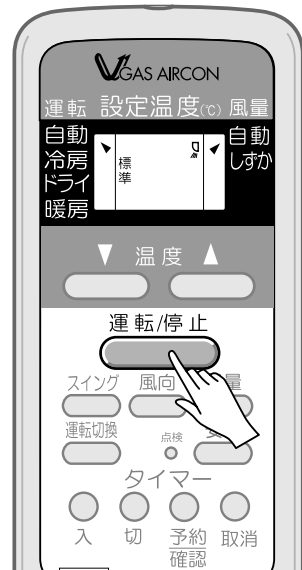 VGAS AIRCON
運転 設定温度(℃) 風量
自動 自動
冷房 標準 しずか
ドライ
暖房
▼ 温度 ▲
運転/停止
スイング 風向 量
運転切換 点検
タイマー
入 切 予約確認 取消